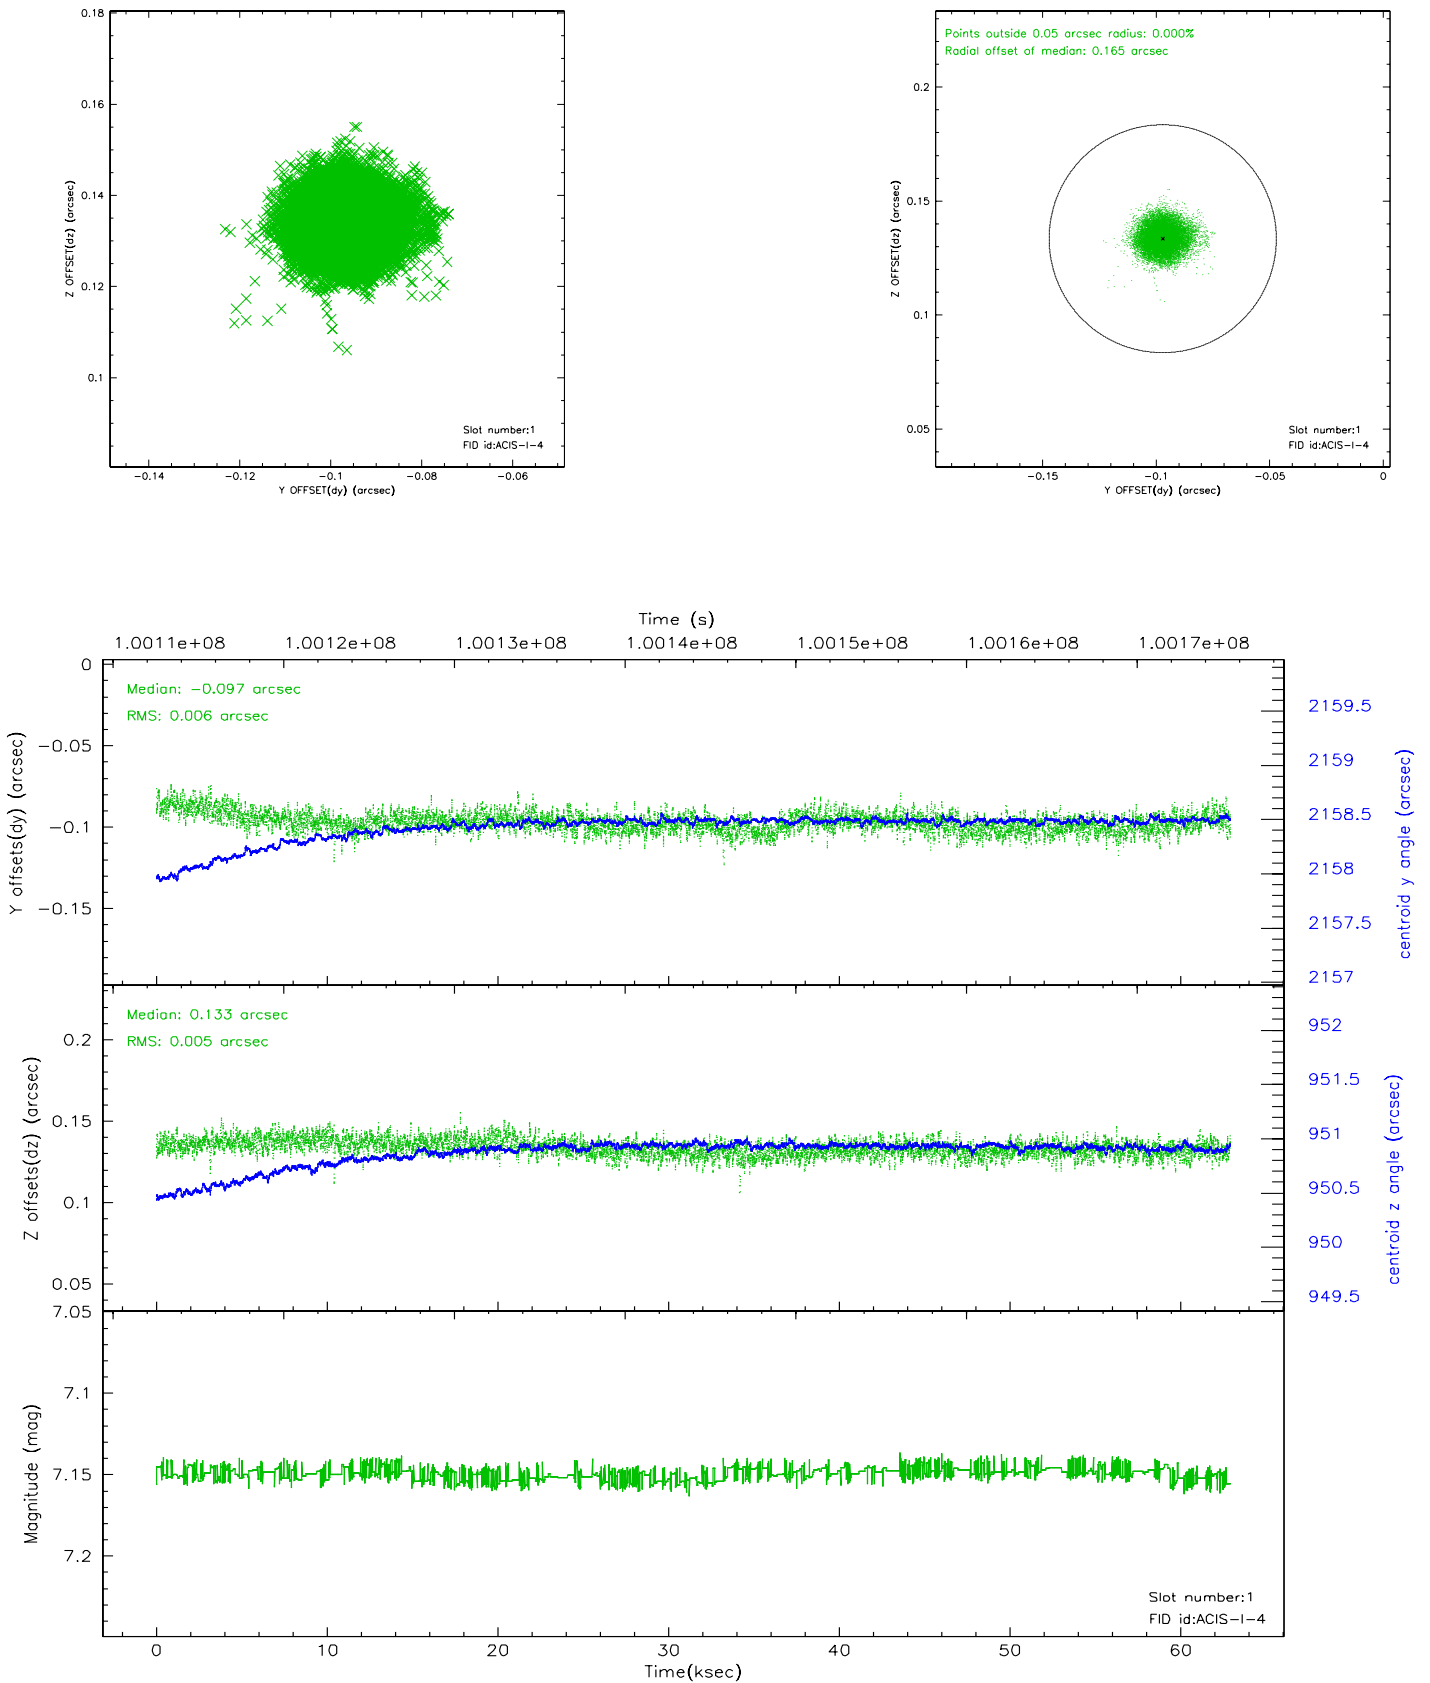 0.18
0.16
0.14
0.12
0.1
Z OFFSET(dz) (arcsec)
Slot number:1
FID id:ACIS-I-4
-0.14 -0.12 -0.1 -0.08 -0.06
Y OFFSET(dy) (arcsec)
Points outside 0.05 arcsec radius: 0.000%
Radial offset of median: 0.165 arcsec
0.2
0.15
0.1
0.05
Z OFFSET(dz) (arcsec)
Slot number:1
FID id:ACIS-I-4
-0.15 -0.1 -0.05 0
Y OFFSET(dy) (arcsec)
Time (s)
1.0011e+08 1.0012e+08 1.0013e+08 1.0014e+08 1.0015e+08 1.0016e+08 1.0017e+08
Median: -0.097 arcsec
RMS: 0.006 arcsec
0
-0.05
-0.1
-0.15
Y offsets(dy) (arcsec)
2159.5
2159
2158.5
2158
2157.5
2157
centroid y angle (arcsec)
Median: 0.133 arcsec
RMS: 0.005 arcsec
0.2
0.15
0.1
0.05
Z offsets(dz) (arcsec)
952
951.5
951
950.5
950
949.5
centroid z angle (arcsec)
7.05
7.1
7.15
7.2
Magnitude (mag)
Slot number:1
FID id:ACIS-I-4
0 10 20 30 40 50 60
Time(ksec)